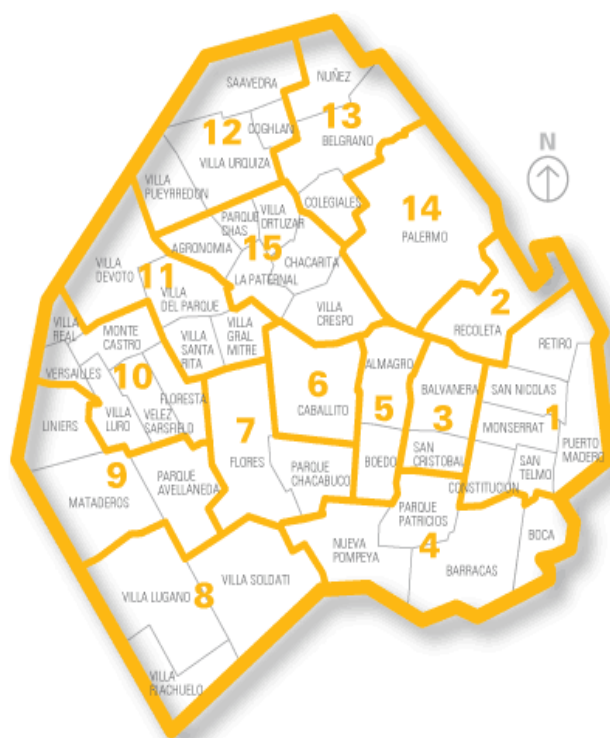 SAAVEDRA
NUÑEZ
13
12
COGHLAN
BELGRANO
VILLA URQUIZA
N
VILLA
PUEYRREDON
COLEGIALES
14
PALERMO
PARQUE
CHAS
VILLA
ORTUZAR
15
AGRONOMIA
CHACARITA
LA PATERNAL
VILLA
DEVOTO
11
VILLA
DEL PARQUE
VILLA
CRESPO
2
RECOLETA
RETIRO
VILLA
REAL
MONTE
CASTRO
VILLA
SANTA
RITA
VILLA
GRAL
MITRE
VERSAILLES
10
FLORESTA
VILLA
LURO
VELEZ
SARSFIELD
6
CABALLITO
ALMAGRO
5
BALVANERA
3
SAN NICOLAS
1
MONSERRAT
PUERTO
MADERO
LINIERS
7
FLORES
BOEDO
SAN
CRISTOBAL
SAN
TELMO
9
MATADEROS
PARQUE
AVELLANEDA
PARQUE
CHACABUCO
CONSTITUCION
PARQUE
PATRICIOS
4
NUEVA
POMPEYA
BOCA
BARRACAS
VILLA SOLDATI
VILLA LUGANO
8
VILLA
RIACHUELO